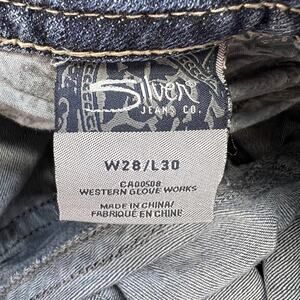 Silver
JEANS CO.
W28/L30
CA00508
WESTERN GLOVE WORKS
MADE IN CHINA/
FABRIQUÉ EN CHINE